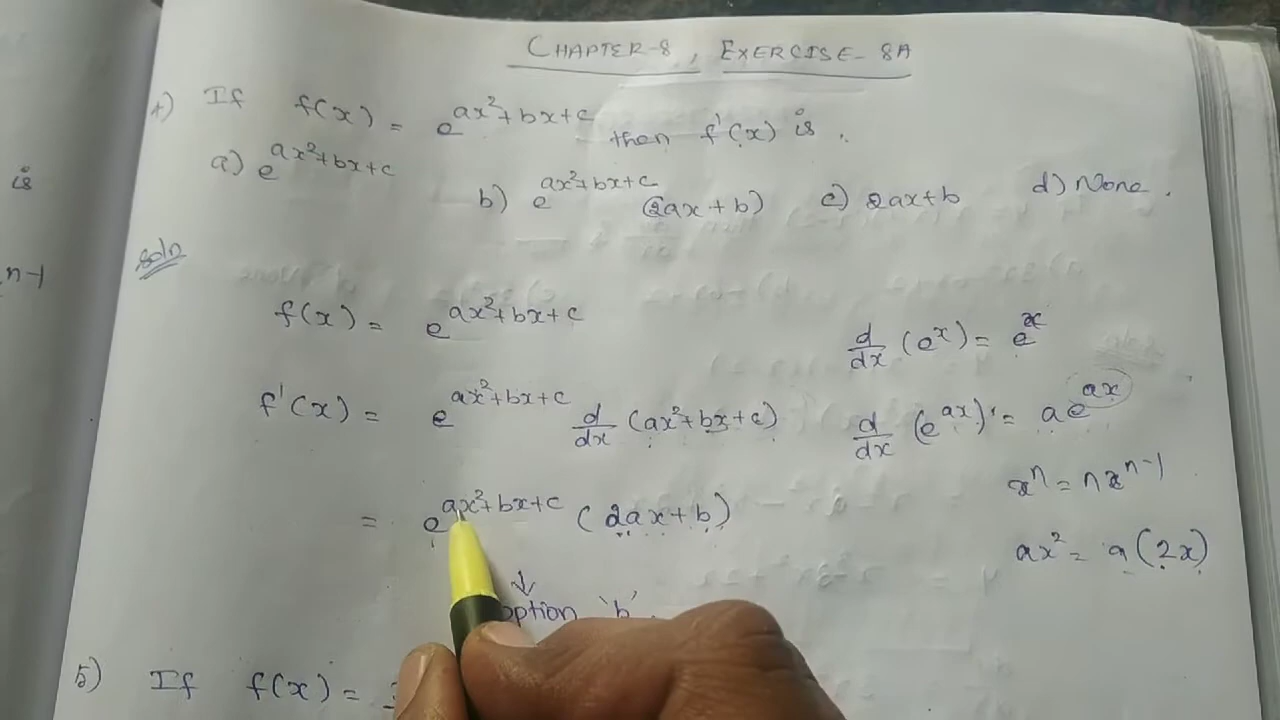 CHAPTER-8, EXERCISE-8A
4) If f(x) = e^{ax²+bx+c} then f'(x) is.
a) e^{ax²+bx+c} b) e^{ax²+bx+c} (2ax+b) c) 2ax+b d) None.
is
Soln
n-1
f(x) = e^{ax²+bx+c}
d/dx (e^x) = e^x
f'(x) = e^{ax²+bx+c} d/dx (ax²+bx+c)
d/dx (e^{ax})' = ae^{ax}
x^n = nx^{n-1}
= e^{ax²+bx+c} (2ax+b)
ax² = a(2x)
↓
option 'b'.
5) If f(x) =